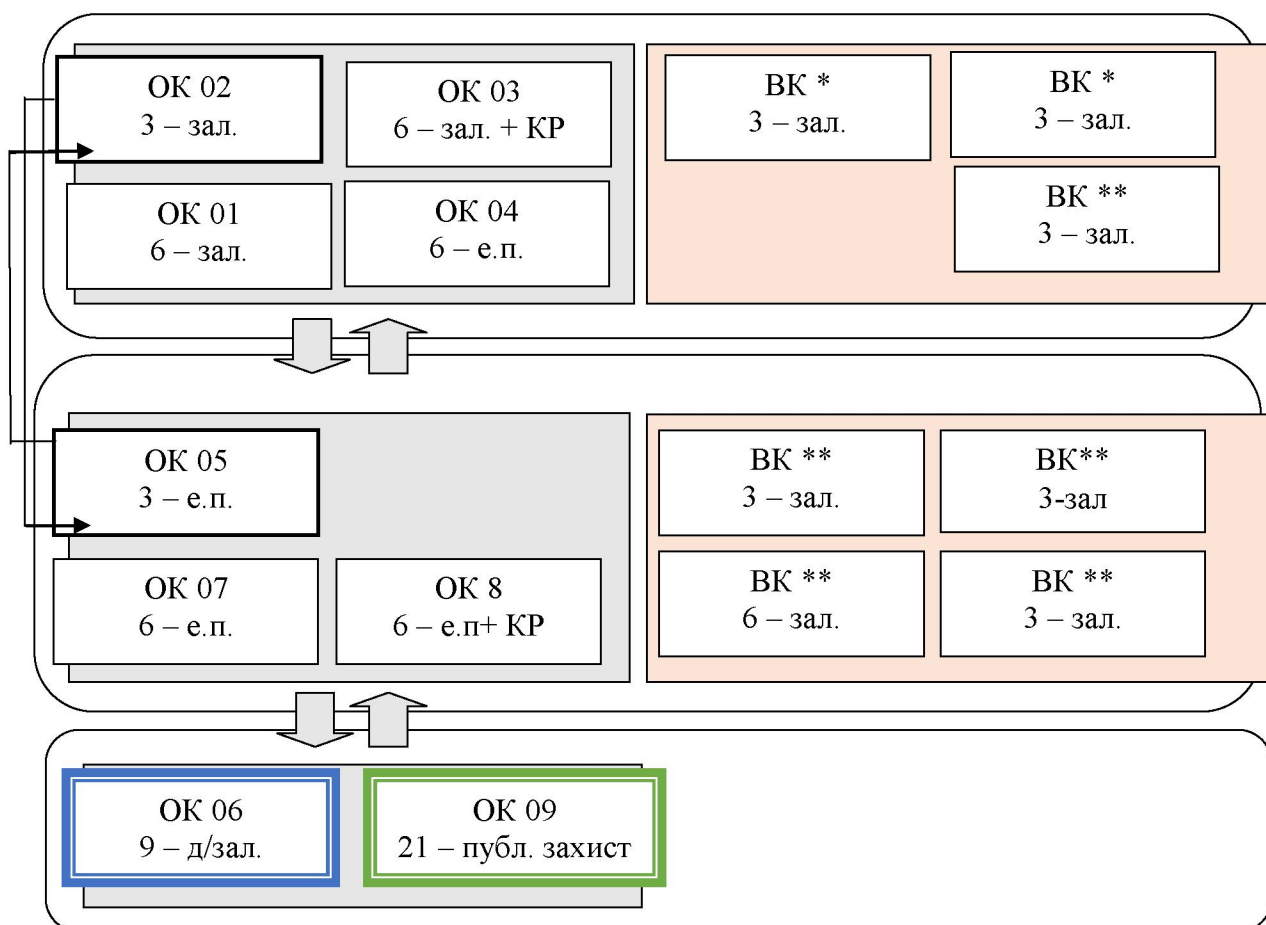 ОК 02
3 – зал.
ОК 03
6 – зал. + КР
ВК *
3 – зал.
ВК *
3 – зал.
ОК 01
6 – зал.
ОК 04
6 – е.п.
ВК **
3 – зал.
ОК 05
3 – е.п.
ВК **
3 – зал.
ВК**
3-зал
ОК 07
6 – е.п.
ОК 8
6 – е.п+ КР
ВК **
6 – зал.
ВК **
3 – зал.
ОК 06
9 – д/зал.
ОК 09
21 – публ. захист